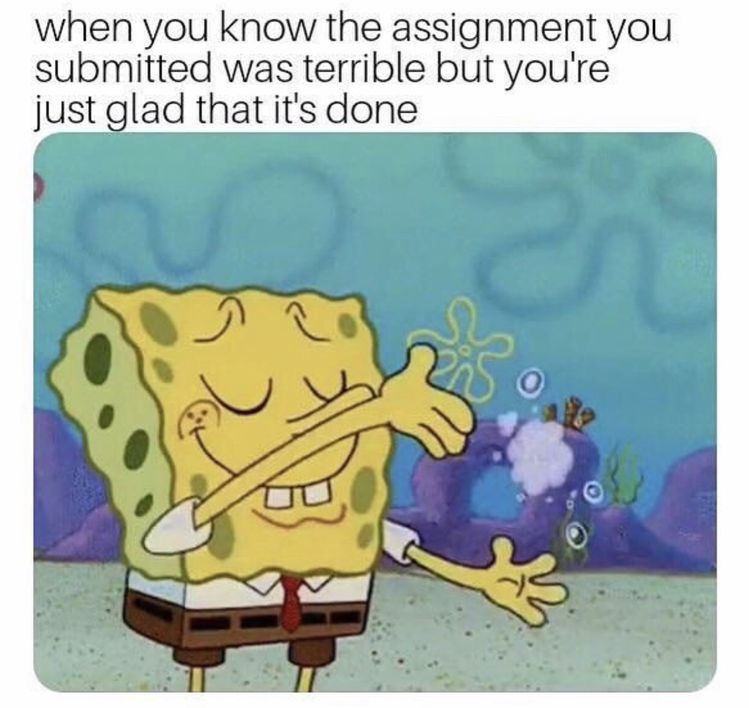 when you know the assignment you
submitted was terrible but you're
just glad that it's done